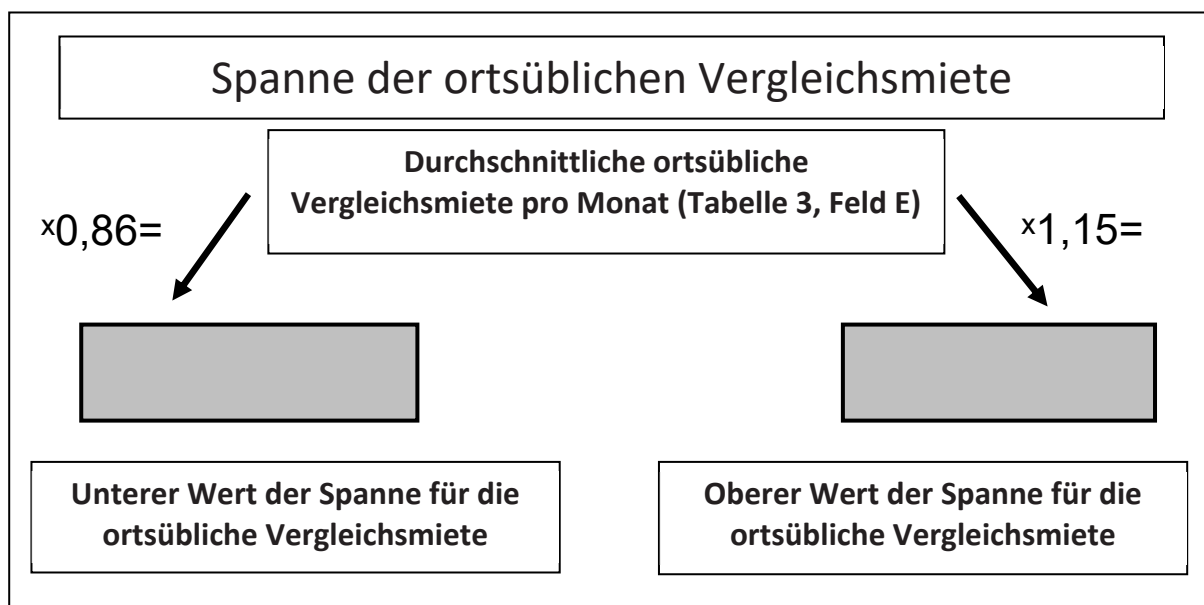 Spanne der ortsüblichen Vergleichsmiete
Durchschnittliche ortsübliche
Vergleichsmiete pro Monat (Tabelle 3, Feld E)
x0,86=
x1,15=
Unterer Wert der Spanne für die
ortsübliche Vergleichsmiete
Oberer Wert der Spanne für die
ortsübliche Vergleichsmiete